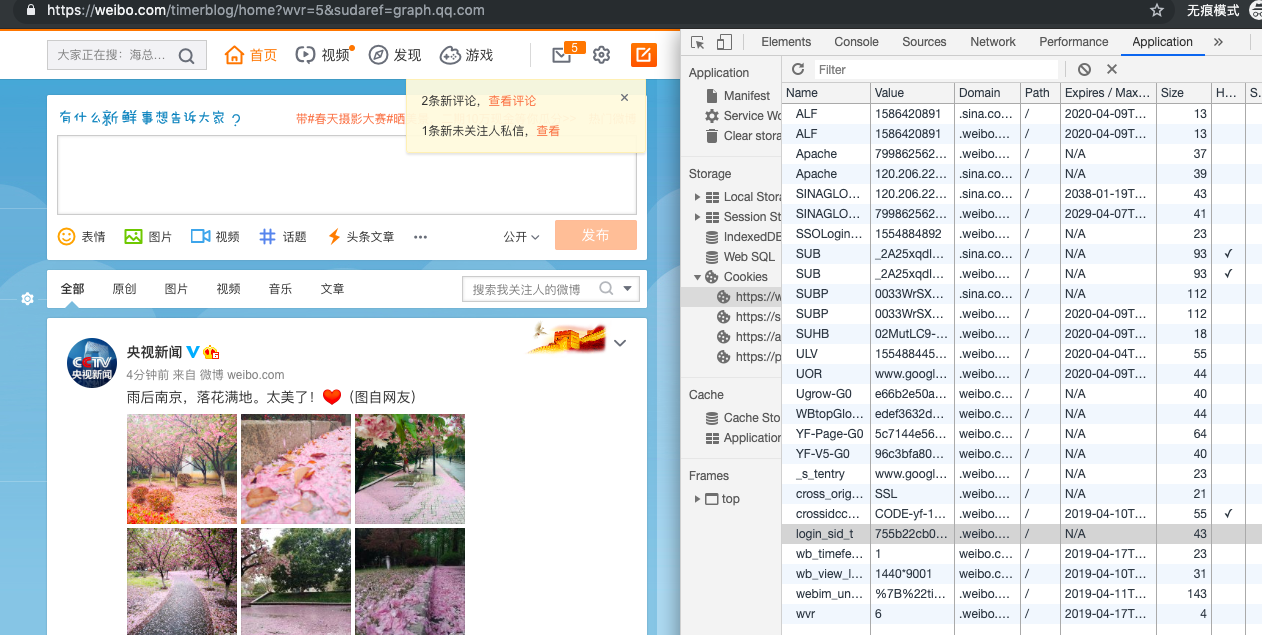 https://weibo.com/timerblog/home?wvr=5&sudaref=graph.qq.com
无痕模式
大家正在搜：海总…
首页
视频
发现
游戏
5
2条新评论，查看评论
1条新未关注人私信，查看
有什么新鲜事想告诉大家？
带#春天摄影大赛#晒
表情
图片
视频
话题
头条文章
公开
发布
全部
原创
图片
视频
音乐
文章
搜索我关注人的微博
央视新闻
4分钟前 来自 微博 weibo.com
雨后南京，落花满地。太美了！❤（图自网友）
CCTV
央视新闻
Elements Console Sources Network Performance Application »
Filter
Application
Manifest
Service Wo
Clear stora
Storage
Local Stora
Session St
IndexedDB
Web SQL
Cookies
https://w
https://s
https://a
https://p
Cache
Cache Sto
Application
Frames
top
Name Value Domain Path Expires / Max… Size H… S.
ALF 1586420891 .sina.co… / 2020-04-09T… 13
ALF 1586420891 .weibo.… / 2020-04-09T… 13
Apache 799862562… .weibo.… / N/A 37
Apache 120.206.22… .sina.co… / N/A 39
SINAGLO… 120.206.22… .sina.co… / 2038-01-19T… 43
SINAGLO… 799862562… .weibo.… / 2029-04-07T… 41
SSOLogin… 1554884892 .weibo.… / N/A 23
SUB _2A25xqdl… .sina.co… / N/A 93 ✓
SUB _2A25xqdl… .weibo.… / N/A 93 ✓
SUBP 0033WrSX… .sina.co… / N/A 112
SUBP 0033WrSX… .weibo.… / 2020-04-09T… 112
SUHB 02MutLC9-… .weibo.… / 2020-04-09T… 18
ULV 155488445… .weibo.… / 2020-04-04T… 55
UOR www.googl… .weibo.… / 2020-04-09T… 44
Ugrow-G0 e66b2e50a… weibo.c… / N/A 40
WBtopGlo… edef3632d… weibo.c… / N/A 44
YF-Page-G0 5c7144e56… weibo.c… / N/A 64
YF-V5-G0 96c3bfa80… weibo.c… / N/A 40
_s_tentry www.googl… .weibo.… / N/A 23
cross_orig… SSL .weibo.… / N/A 21
crossidcc… CODE-yf-1… .weibo.… / 2019-04-10T… 55 ✓
login_sid_t 755b22cb0… .weibo.… / N/A 43
wb_timefe… 1 weibo.c… / 2019-04-17T… 23
wb_view_l… 1440*9001 weibo.c… / 2019-04-10T… 31
webim_un… %7B%22ti… .weibo.… / 2019-04-11T… 143
wvr 6 .weibo.… / 2019-04-17T… 4